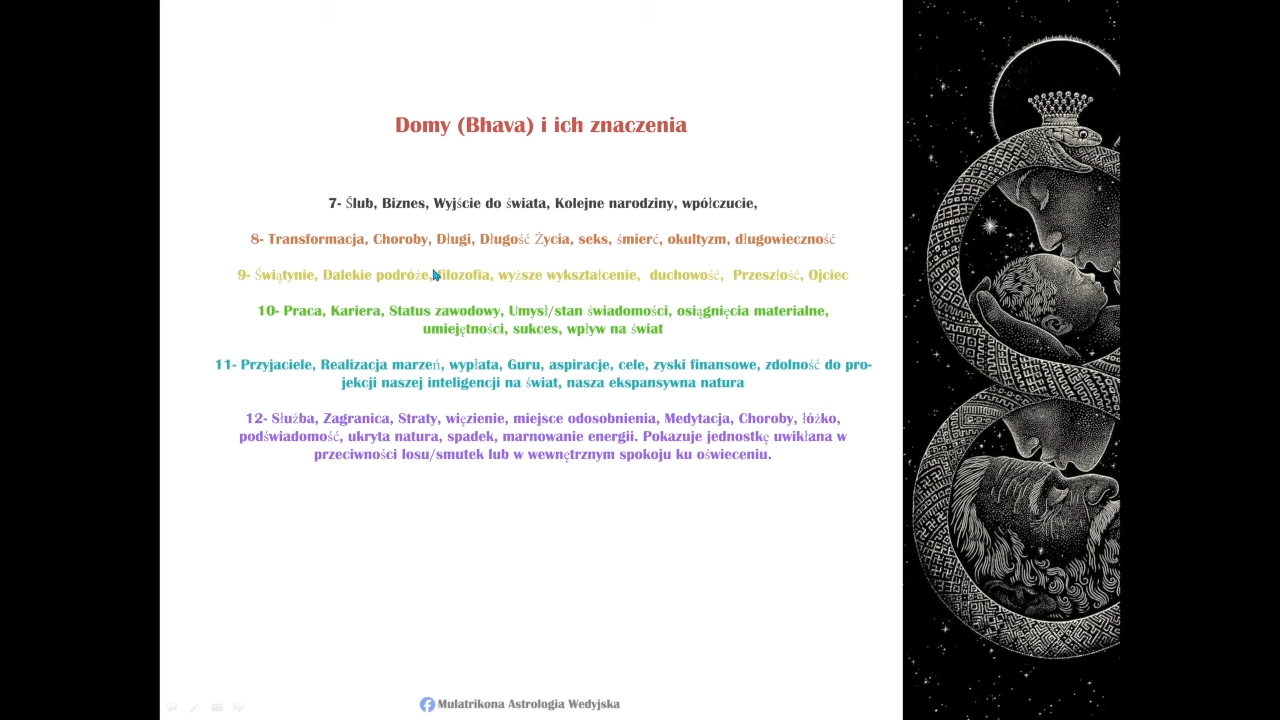 Domy (Bhava) i ich znaczenia
7- Ślub, Biznes, Wyjście do świata, Kolejne narodziny, wpółczucie,
8- Transformacja, Choroby, Długi, Długość Życia, seks, śmierć, okultyzm, długowieczność
9- Świątynie, Dalekie podróże, filozofia, wyższe wykształcenie, duchowość, Przeszłość, Ojciec
10- Praca, Kariera, Status zawodowy, Umysł/stan świadomości, osiągnięcia materialne,
umiejętności, sukces, wpływ na świat
11- Przyjaciele, Realizacja marzeń, wypłata, Guru, aspiracje, cele, zyski finansowe, zdolność do pro-
jekcji naszej inteligencji na świat, nasza ekspansywna natura
12- Służba, Zagranica, Straty, więzienie, miejsce odosobnienia, Medytacja, Choroby, łóżko,
podświadomość, ukryta natura, spadek, marnowanie energii. Pokazuje jednostkę uwikłana w
przeciwności losu/smutek lub w wewnętrznym spokoju ku oświeceniu.
Mulatrikona Astrologia Wedyjska